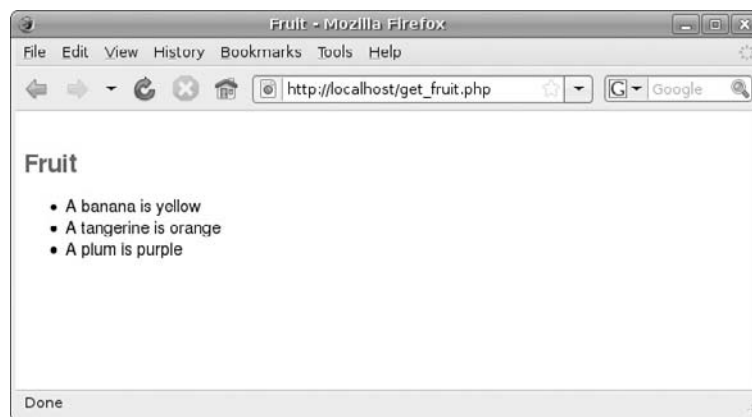 Fruit - Mozilla Firefox
File Edit View History Bookmarks Tools Help
http://localhost/get_fruit.php G Google
Fruit
• A banana is yellow
• A tangerine is orange
• A plum is purple
Done